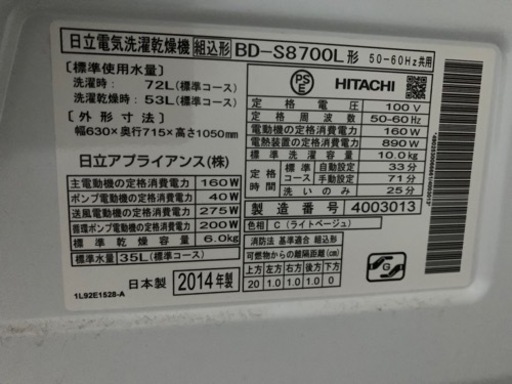 日立電気洗濯乾燥機 組込形 BD-S8700L形 50-60Hz共用
〔標準使用水量〕
洗濯時： 72L(標準コース)
洗濯乾燥時： 53L(標準コース)
〔外形寸法〕
幅630×奥行715×高さ1050mm
日立アプライアンス(株)
主電動機の定格消費電力 160W
ポンプ電動機の定格消費電力 40W
送風電動機の定格消費電力 275W
循環ポンプ電動機の定格消費電力 200W
標準乾燥容量 6.0kg
標準水量 35L(標準コース)
日本製 2014年製
1L92E1528-A
PSE HITACHI
定格電圧 100V
定格周波数 50-60Hz
電動機の定格消費電力 160W
電熱装置の定格消費電力 890W
標準洗濯容量 10.0kg
定格時間 標準コース 自動設定 33分
手動設定 71分
洗いのみ 25分
製造番号 4003013
色相 C(ライトベージュ)
消防法 基準適合 組込形
可燃物からの離隔距離(cm)
上方 左方 右方 前方 後方 下方
20 1.0 1.0 1.0 1.0 0
G